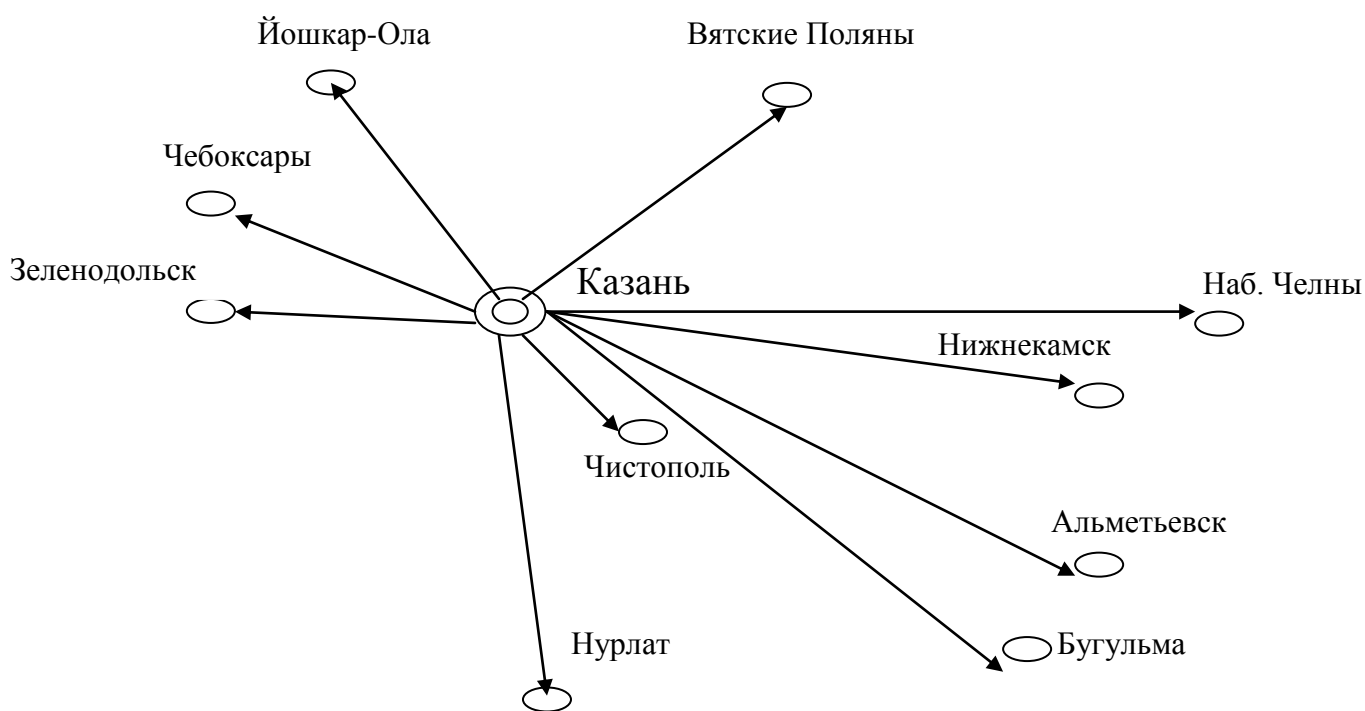 Йошкар-Ола
Вятские Поляны
Чебоксары
Зеленодольск
Казань
Наб. Челны
Нижнекамск
Чистополь
Альметьевск
Нурлат
Бугульма